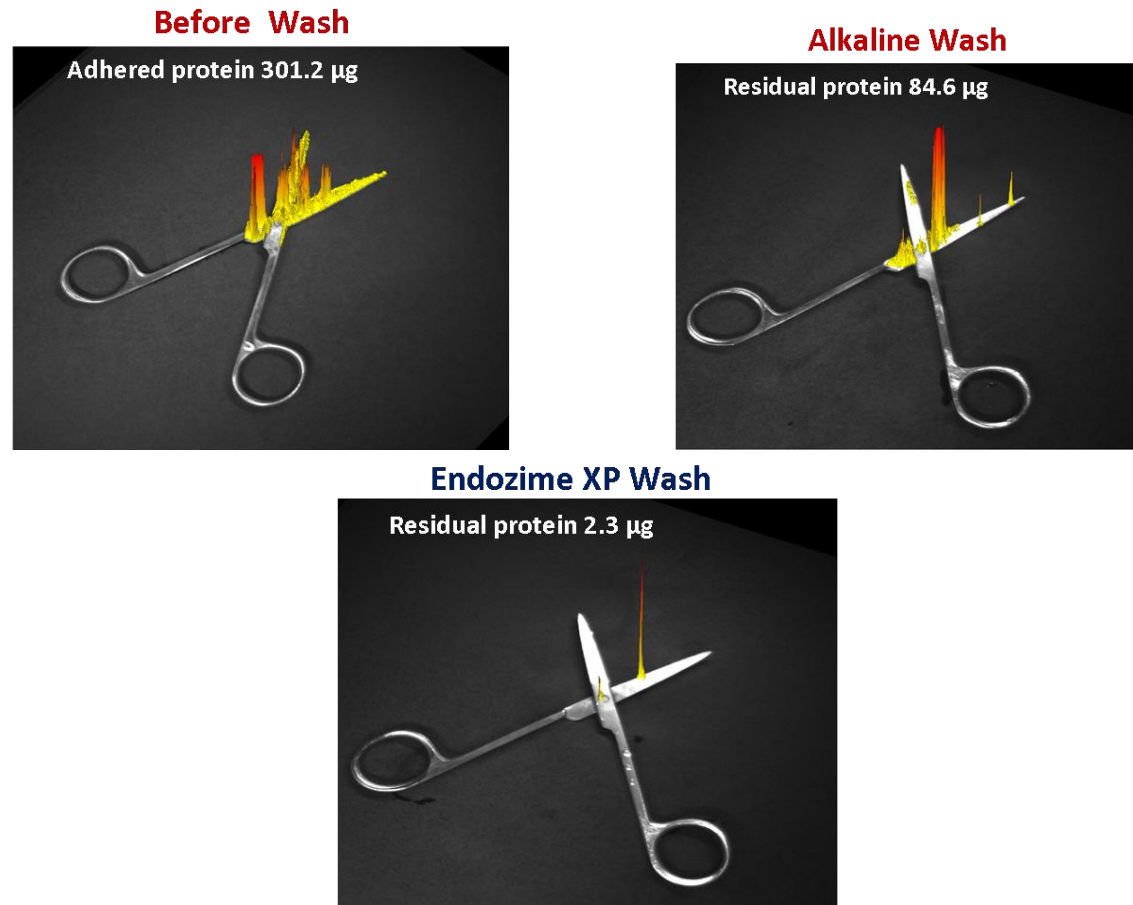 Before Wash
Adhered protein 301.2 µg
Alkaline Wash
Residual protein 84.6 µg
Endozime XP Wash
Residual protein 2.3 µg